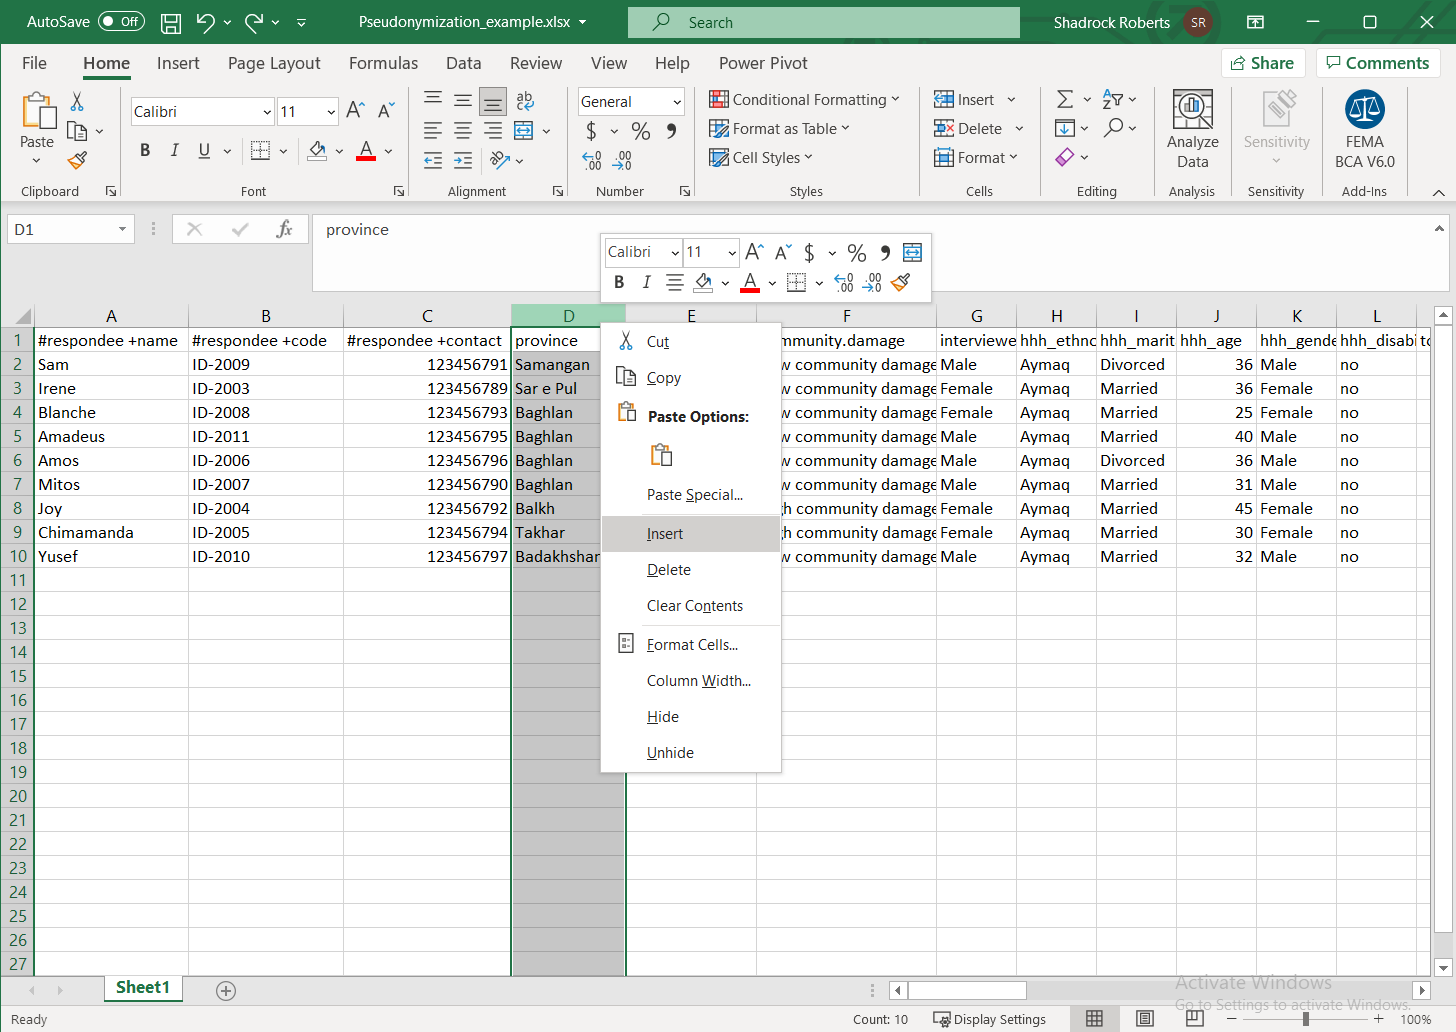 AutoSave Off Pseudonymization_example.xlsx Search Shadrock Roberts SR
File Home Insert Page Layout Formulas Data Review View Help Power Pivot Share Comments
Paste
Clipboard
Calibri 11
B I U A
Font
ab
Alignment
General
$ % ,
Number
Conditional Formatting
Format as Table
Cell Styles
Styles
Insert
Delete
Format
Cells
Editing
Analyze Data
Analysis
Sensitivity
Sensitivity
FEMA BCA V6.0
Add-Ins
D1 fx province
Calibri 11 A A $ % ,
B I A
A B C D E F G H I J K L
1 #respondee +name #respondee +code #respondee +contact province mmunity.damage interviewe hhh_ethno hhh_marit hhh_age hhh_gende hhh_disabi to
2 Sam ID-2009 123456791 Samangan w community damage Male Aymaq Divorced 36 Male no
3 Irene ID-2003 123456789 Sar e Pul w community damage Female Aymaq Married 36 Female no
4 Blanche ID-2008 123456793 Baghlan w community damage Female Aymaq Married 25 Female no
5 Amadeus ID-2011 123456795 Baghlan w community damage Male Aymaq Married 40 Male no
6 Amos ID-2006 123456796 Baghlan w community damage Male Aymaq Divorced 36 Male no
7 Mitos ID-2007 123456790 Baghlan w community damage Male Aymaq Married 31 Male no
8 Joy ID-2004 123456792 Balkh gh community damage Female Aymaq Married 45 Female no
9 Chimamanda ID-2005 123456794 Takhar gh community damage Female Aymaq Married 30 Female no
10 Yusef ID-2010 123456797 Badakhshan w community damage Male Aymaq Married 32 Male no
11
12
13
14
15
16
17
18
19
20
21
22
23
24
25
26
27
Cut
Copy
Paste Options:
Paste Special...
Insert
Delete
Clear Contents
Format Cells...
Column Width...
Hide
Unhide
Sheet1
Activate Windows
Go to Settings to activate Windows.
Ready Count: 10 Display Settings 100%